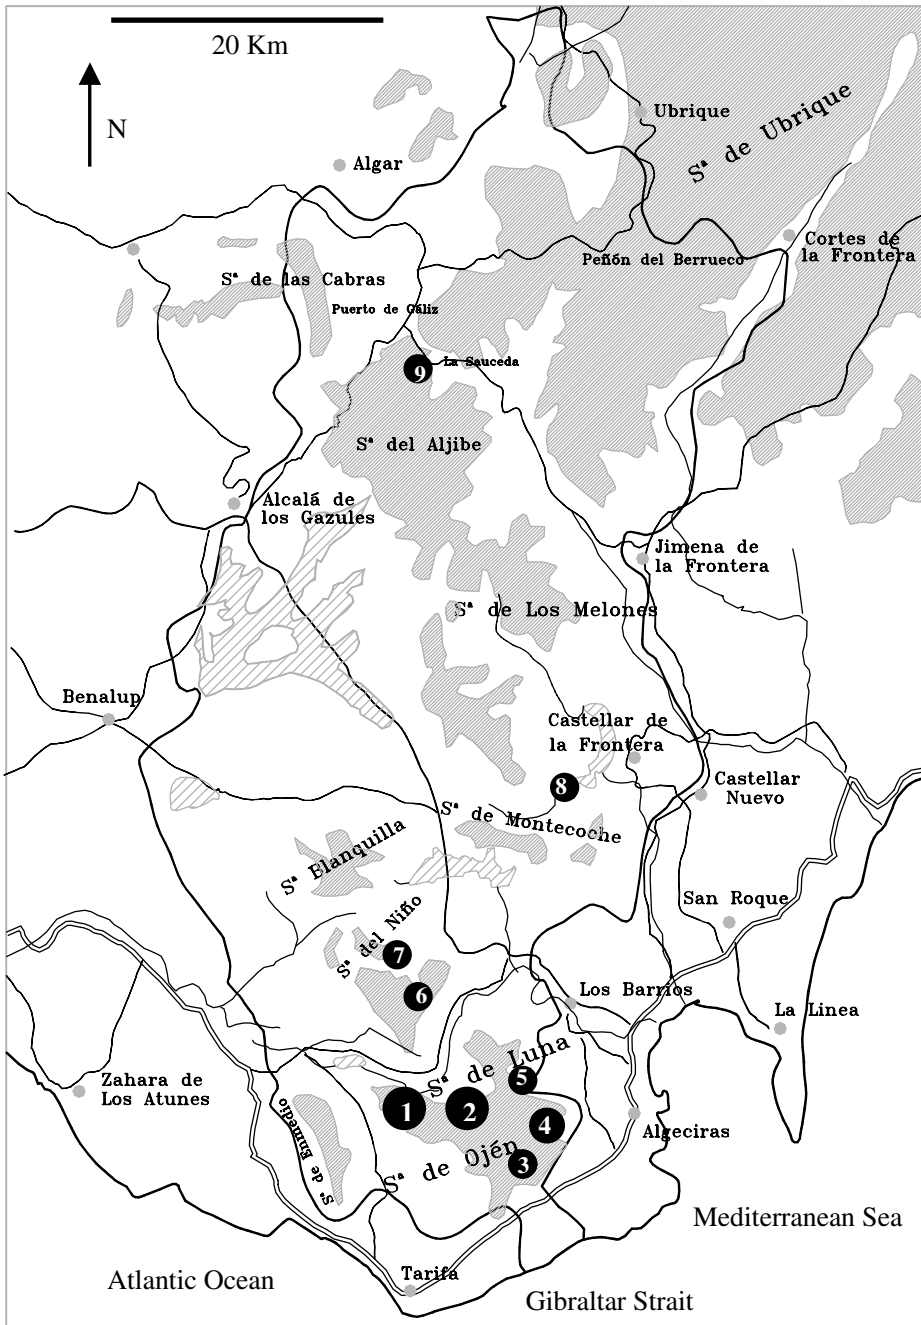 20 Km
N
Ubrique
Sª de Ubrique
Algar
Cortes de
la Frontera
Peñón del Berrueco
Sª de las Cabras
Puerto de Gáliz
La Sauceda
9
Sª del Aljibe
Alcalá de
los Gazules
Jimena de
la Frontera
Sª de Los Melones
Benalup
Castellar de
la Frontera
Castellar
Nuevo
8
Sª de Montecoche
Sª Blanquilla
San Roque
Sª del Niño
7
6
Los Barrios
La Linea
Sª de Luna
5
Zahara de
Los Atunes
1
2
4
Algeciras
Sª de Enmedio
3
Sª de Ojén
Mediterranean Sea
Tarifa
Atlantic Ocean
Gibraltar Strait